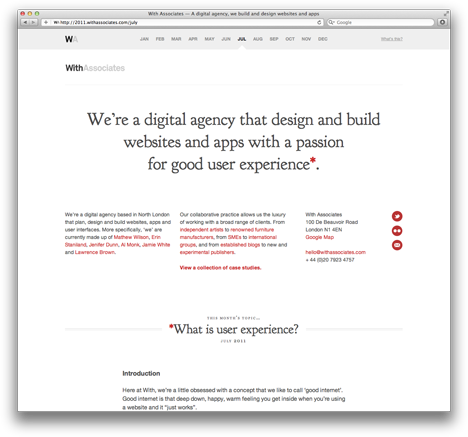 With Associates — A digital agency, we build and design websites and apps
http://2011.withassociates.com/july
Google
WA JAN FEB MAR APR MAY JUN JUL AUG SEP OCT NOV DEC
WithAssociates
We're a digital agency that design and build
websites and apps with a passion
for good user experience*.
We're a digital agency based in North London
that plan, design and build websites, apps and
user interfaces. More specifically, 'we' are
currently made up of Mathew Wilson, Erin
Staniland, Jenifer Dunn, Al Monk, Jamie White
and Lawrence Brown.
Our collaborative practice allows us the luxury
of working with a broad range of clients. From
independent artists to renowned furniture
manufacturers, from SMEs to international
groups, and from established blogs to new and
experimental publishers.
View a collection of case studies.
With Associates
100 De Beauvoir Road
London N1 4EN
Google Map
hello@withassociates.com
+ 44 (0)20 7923 4757
THIS MONTH'S TOPIC...
*What is user experience?
JULY 2011
Introduction
Here at With, we're a little obsessed with a concept that we like to call 'good internet'.
Good internet is that deep down, happy, warm feeling you get inside when you're using
a website and it "just works".